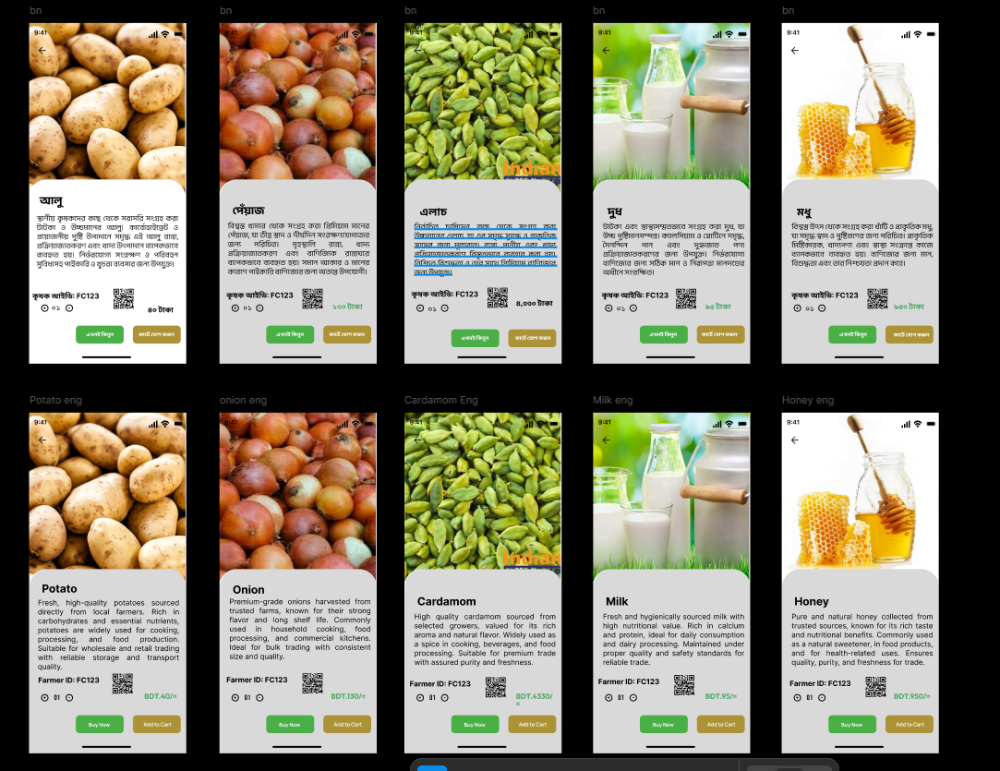 bn
bn
bn
bn
bn
9:41
9:41
9:41
9:41
9:41
Indian
আলু
স্থানীয় কৃষকদের কাছ থেকে সরাসরি সংগ্রহ করা
টাটকা ও উচ্চমানের আলু। কার্বোহাইড্রেট ও
প্রয়োজনীয় পুষ্টি উপাদানে সমৃদ্ধ এই আলু রান্না,
প্রক্রিয়াজাতকরণ এবং খাদ্য উৎপাদনে ব্যাপকভাবে
ব্যবহৃত হয়। নির্ভরযোগ্য সংরক্ষণ ও পরিবহন
সুবিধাসহ পাইকারি ও খুচরা ব্যবসার জন্য উপযুক্ত।
কৃষক আইডি: FC123
০১
৪০ টাকা
এখনই কিনুন
কার্টে যোগ করুন
পেঁয়াজ
বিশ্বস্ত খামার থেকে সংগ্রহ করা প্রিমিয়াম মানের
পেঁয়াজ, যা তীব্র স্বাদ ও দীর্ঘদিন সংরক্ষণযোগ্যতার
জন্য পরিচিত। গৃহস্থালি রান্না, খাদ্য
প্রক্রিয়াজাতকরণ এবং বাণিজ্যিক রান্নাঘরে
ব্যাপকভাবে ব্যবহৃত হয়। সমান আকার ও মানের
কারণে পাইকারি বাণিজ্যের জন্য অত্যন্ত উপযোগী।
কৃষক আইডি: FC123
০১
১৩০ টাকা
এখনই কিনুন
কার্টে যোগ করুন
এলাচ
নির্বাচিত চাষিদের কাছ থেকে সংগ্রহ করা
জন্য উপযুক্ত।
কৃষক আইডি: FC123
০১
৪,৩৩০ টাকা
এখনই কিনুন
কার্টে যোগ করুন
দুধ
টাটকা এবং স্বাস্থ্যসম্মতভাবে সংগ্রহ করা দুধ, যা
উচ্চ পুষ্টিমানসম্পন্ন। ক্যালসিয়াম ও প্রোটিনে সমৃদ্ধ,
দৈনন্দিন পান এবং দুগ্ধজাত পণ্য
প্রক্রিয়াজাতকরণের জন্য উপযুক্ত। নির্ভরযোগ্য
বাণিজ্যের জন্য সঠিক মান ও নিরাপত্তা মানদণ্ডের
অধীনে সংরক্ষিত।
কৃষক আইডি: FC123
০১
৯৫ টাকা
এখনই কিনুন
কার্টে যোগ করুন
মধু
বিশ্বস্ত উৎস থেকে সংগ্রহ করা খাঁটি ও প্রাকৃতিক মধু,
যা সমৃদ্ধ স্বাদ ও পুষ্টিগুণের জন্য পরিচিত। প্রাকৃতিক
মিষ্টিকারক, খাদ্যপণ্য এবং স্বাস্থ্য সংক্রান্ত কাজে
ব্যাপকভাবে ব্যবহৃত হয়। বাণিজ্যের জন্য মান,
বিশুদ্ধতা এবং তার নিশ্চয়তা প্রদান করে।
কৃষক আইডি: FC123
০১
৯৫০ টাকা
এখনই কিনুন
কার্টে যোগ করুন
Potato eng
onion eng
Cardamom Eng
Milk eng
Honey eng
9:41
9:41
9:41
9:41
9:41
Indian
Potato
Fresh, high-quality potatoes sourced
directly from local farmers. Rich in
carbohydrates and essential nutrients,
potatoes are widely used for cooking,
processing, and food production.
Suitable for wholesale and retail trading
with reliable storage and transport
quality.
Farmer ID: FC123
01
BDT.40/=
Buy Now
Add to Cart
Onion
Premium-grade onions harvested from
trusted farms, known for their strong
flavor and long shelf life. Commonly
used in household cooking, food
processing, and commercial kitchens.
Ideal for bulk trading with consistent
size and quality.
Farmer ID: FC123
01
BDT.130/=
Buy Now
Add to Cart
Cardamom
High quality cardamom sourced from
selected growers, valued for its rich
aroma and natural flavor. Widely used as
a spice in cooking, beverages, and food
processing. Suitable for premium trade
with assured purity and freshness.
Farmer ID: FC123
01
BDT.4330/
=
Buy Now
Add to Cart
Milk
Fresh and hygienically sourced milk with
high nutritional value. Rich in calcium
and protein, ideal for daily consumption
and dairy processing. Maintained under
proper quality and safety standards for
reliable trade.
Farmer ID: FC123
01
BDT.95/=
Buy Now
Add to Cart
Honey
Pure and natural honey collected from
trusted sources, known for its rich taste
and nutritional benefits. Commonly used
as a natural sweetener, in food products,
and for health-related uses. Ensures
quality, purity, and freshness for trade.
Farmer ID: FC123
01
BDT.950/=
Buy Now
Add to Cart